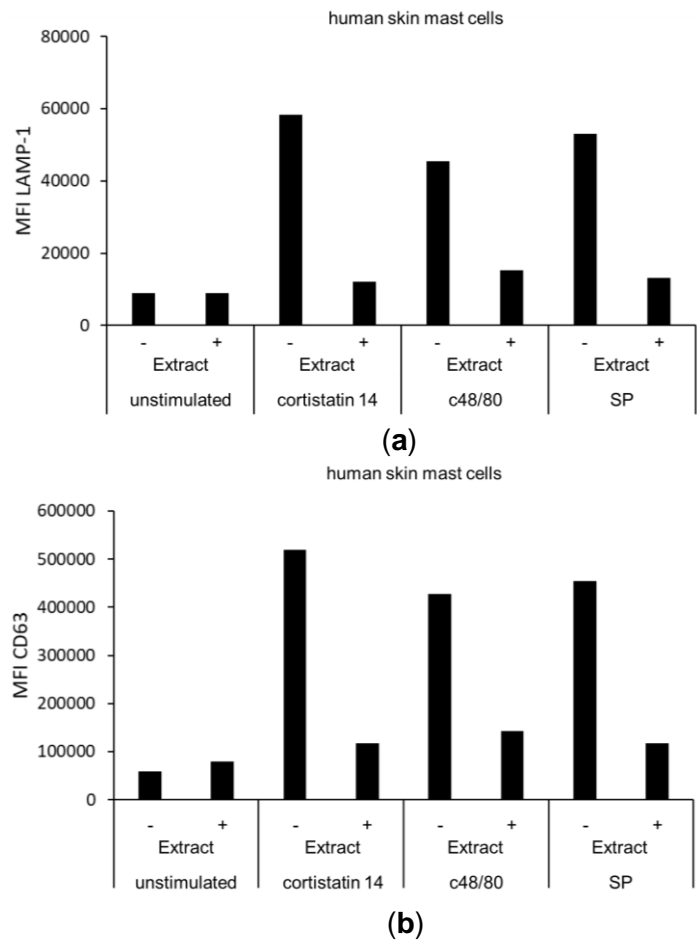 human skin mast cells
80000
60000
40000
20000
0
MFI LAMP-1
- + - + - + - +
Extract Extract Extract Extract
unstimulated cortistatin 14 c48/80 SP
(a)
human skin mast cells
600000
500000
400000
300000
200000
100000
0
MFI CD63
- + - + - + - +
Extract Extract Extract Extract
unstimulated cortistatin 14 c48/80 SP
(b)